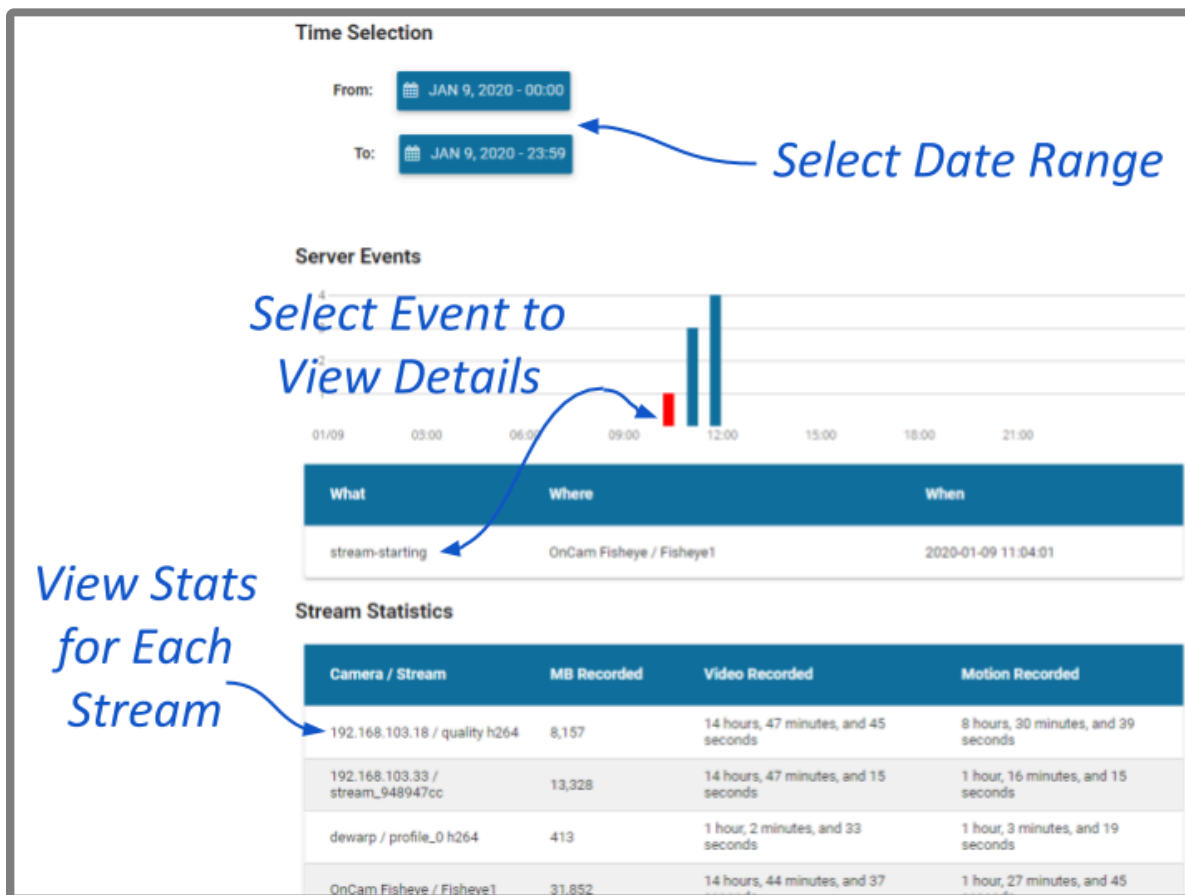 Time Selection
From: JAN 9, 2020 - 00:00
To: JAN 9, 2020 - 23:59
Select Date Range
Server Events
4
Select Event to
2
View Details
1
01/09 03:00 06:00 09:00 12:00 15:00 18:00 21:00
What Where When
stream-starting OnCam Fisheye / Fisheye1 2020-01-09 11:04:01
View Stats
for Each
Stream
Stream Statistics
Camera / Stream MB Recorded Video Recorded Motion Recorded
192.168.103.18 / quality h264 8,157 14 hours, 47 minutes, and 45 8 hours, 30 minutes, and 39
seconds seconds
192.168.103.33 / 13,328 14 hours, 47 minutes, and 15 1 hour, 16 minutes, and 15
stream_948947cc seconds seconds
dewarp / profile_0 h264 413 1 hour, 2 minutes, and 33 1 hour, 3 minutes, and 19
seconds seconds
OnCam Fisheye / Fisheye1 31,852 14 hours, 44 minutes, and 37 1 hour, 27 minutes, and 45